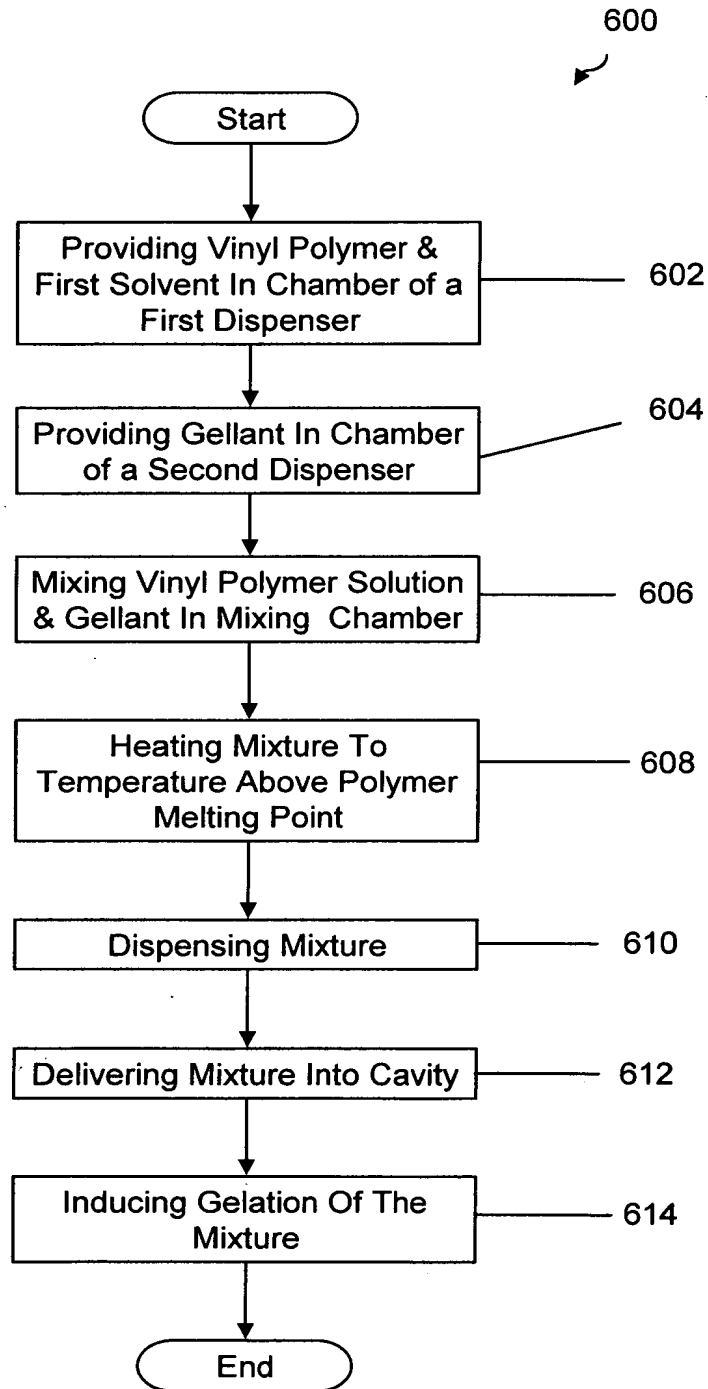 600
Start
Providing Vinyl Polymer &
First Solvent In Chamber of a
First Dispenser
602
Providing Gellant In Chamber
of a Second Dispenser
604
Mixing Vinyl Polymer Solution
& Gellant In Mixing Chamber
606
Heating Mixture To
Temperature Above Polymer
Melting Point
608
Dispensing Mixture
610
Delivering Mixture Into Cavity
612
Inducing Gelation Of The
Mixture
614
End